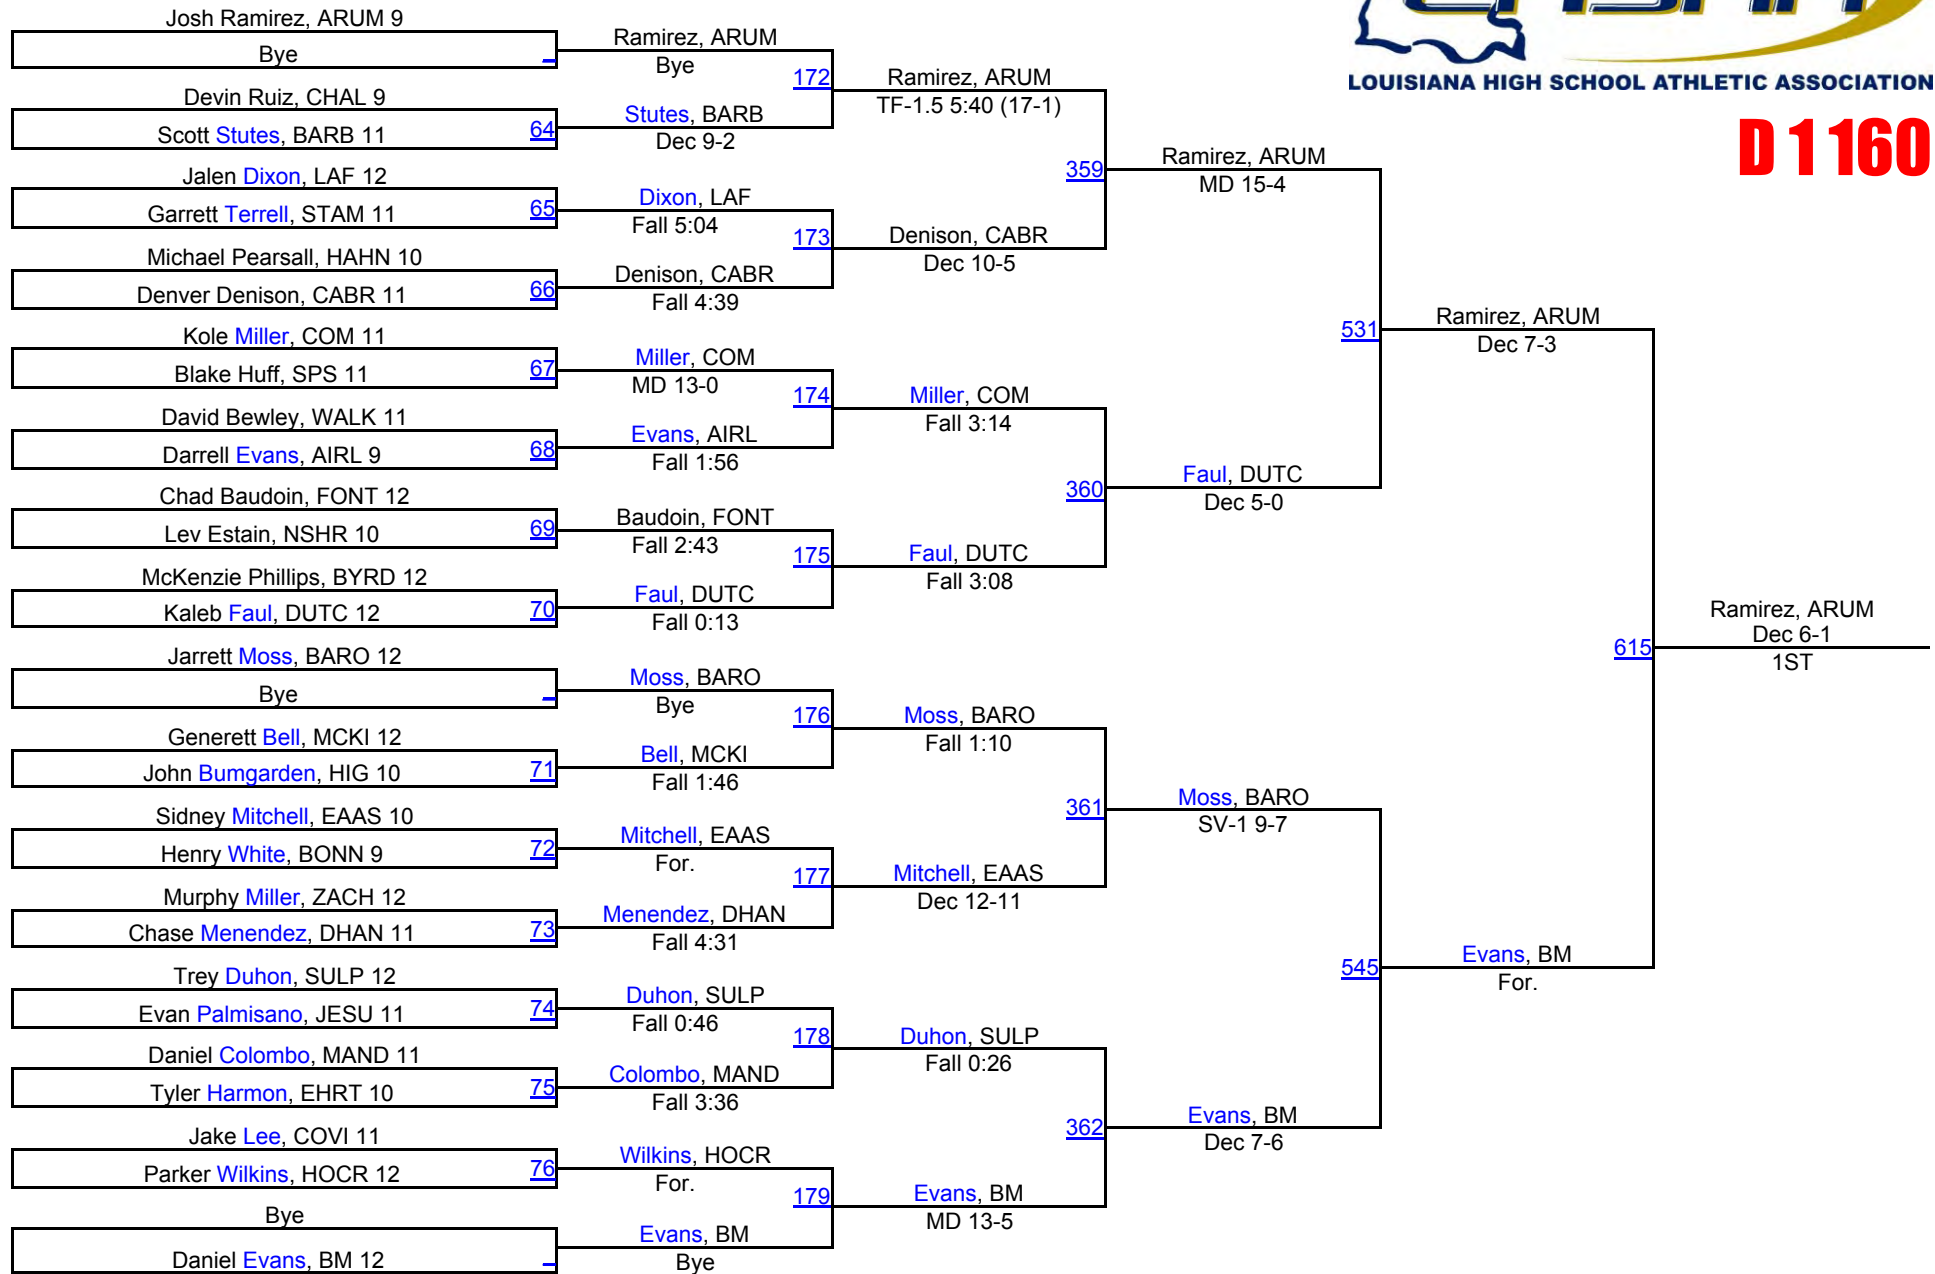 LHSAA
LOUISIANA HIGH SCHOOL ATHLETIC ASSOCIATION
D 1 160
Josh Ramirez, ARUM 9
Bye
Devin Ruiz, CHAL 9
Scott Stutes, BARB 11
64
Jalen Dixon, LAF 12
Garrett Terrell, STAM 11
65
Michael Pearsall, HAHN 10
Denver Denison, CABR 11
66
Kole Miller, COM 11
Blake Huff, SPS 11
67
David Bewley, WALK 11
Darrell Evans, AIRL 9
68
Chad Baudoin, FONT 12
Lev Estain, NSHR 10
69
McKenzie Phillips, BYRD 12
Kaleb Faul, DUTC 12
70
Jarrett Moss, BARO 12
Bye
Generett Bell, MCKI 12
John Bumgarden, HIG 10
71
Sidney Mitchell, EAAS 10
Henry White, BONN 9
72
Murphy Miller, ZACH 12
Chase Menendez, DHAN 11
73
Trey Duhon, SULP 12
Evan Palmisano, JESU 11
74
Daniel Colombo, MAND 11
Tyler Harmon, EHRT 10
75
Jake Lee, COVI 11
Parker Wilkins, HOCR 12
76
Bye
Daniel Evans, BM 12
Ramirez, ARUM
Bye
172
Stutes, BARB
Dec 9-2
Dixon, LAF
Fall 5:04
173
Denison, CABR
Fall 4:39
Miller, COM
MD 13-0
174
Evans, AIRL
Fall 1:56
Baudoin, FONT
Fall 2:43
175
Faul, DUTC
Fall 0:13
Moss, BARO
Bye
176
Bell, MCKI
Fall 1:46
Mitchell, EAAS
For.
177
Menendez, DHAN
Fall 4:31
Duhon, SULP
Fall 0:46
178
Colombo, MAND
Fall 3:36
Wilkins, HOCR
For.
179
Evans, BM
Bye
Ramirez, ARUM
TF-1.5 5:40 (17-1)
359
Denison, CABR
Dec 10-5
Miller, COM
Fall 3:14
360
Faul, DUTC
Fall 3:08
Moss, BARO
Fall 1:10
361
Mitchell, EAAS
Dec 12-11
Duhon, SULP
Fall 0:26
362
Evans, BM
MD 13-5
Ramirez, ARUM
MD 15-4
531
Faul, DUTC
Dec 5-0
Moss, BARO
SV-1 9-7
545
Evans, BM
Dec 7-6
Ramirez, ARUM
Dec 7-3
615
Evans, BM
For.
Ramirez, ARUM
Dec 6-1
1ST